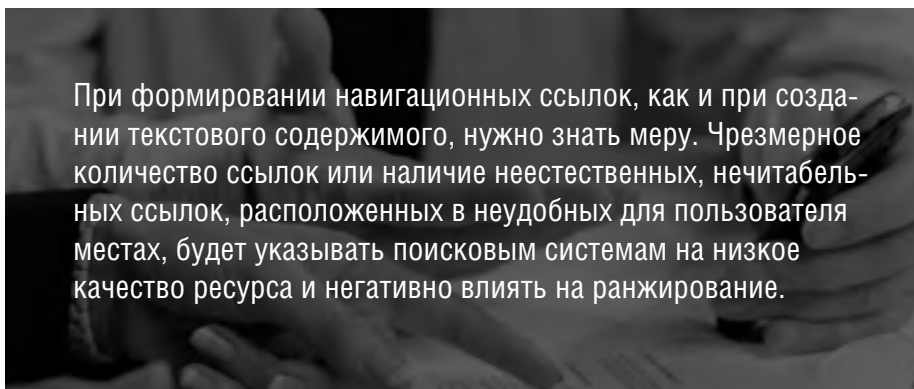 При формировании навигационных ссылок, как и при созда-
нии текстового содержимого, нужно знать меру. Чрезмерное
количество ссылок или наличие неестественных, нечитабель-
ных ссылок, расположенных в неудобных для пользователя
местах, будет указывать поисковым системам на низкое
качество ресурса и негативно влиять на ранжирование.